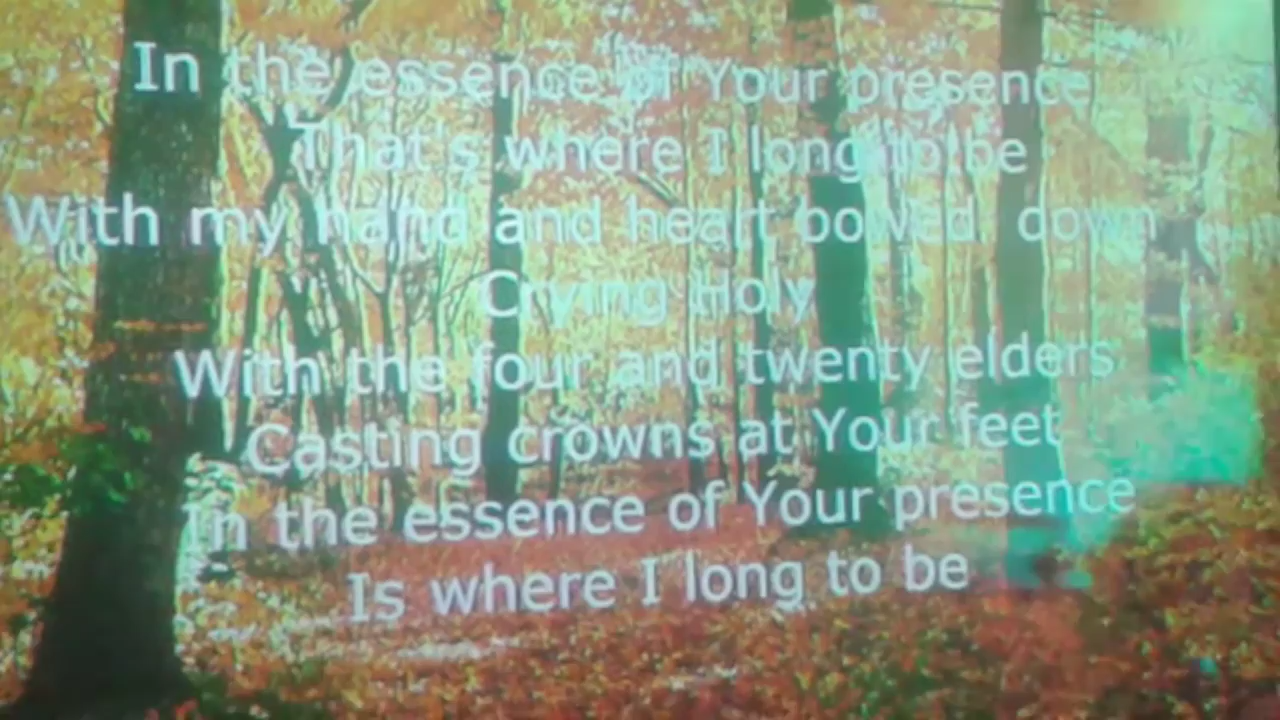 In the essence of Your presence
That's where I long to be
With my hand and heart bowed down
Crying Holy
With the four and twenty elders
Casting crowns at Your feet
In the essence of Your presence
Is where I long to be